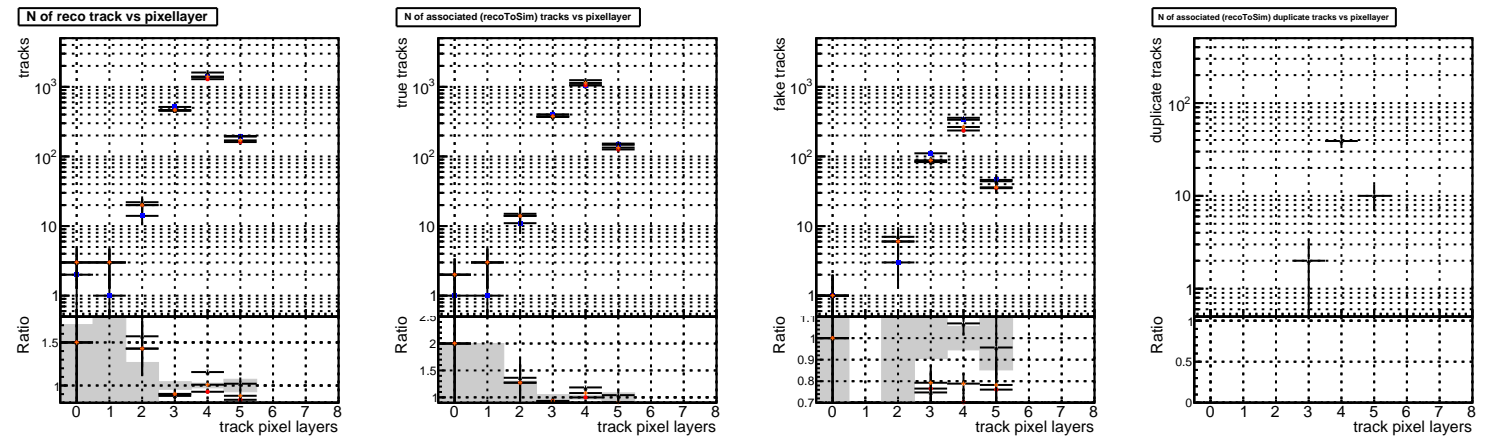 N of reco track vs pixellayer
tracks
10³
10²
10
1
Ratio
1.5
1
0 1 2 3 4 5 6 7 8
track pixel layers
N of associated (recoToSim) tracks vs pixellayer
true tracks
10³
10²
10
1
Ratio
2.5
2
1.5
1
0 1 2 3 4 5 6 7 8
track pixel layers
fake tracks
10³
10²
10
1
Ratio
1.1
1
0.9
0.8
0.7
0 1 2 3 4 5 6 7 8
track pixel layers
N of associated (recoToSim) duplicate tracks vs pixellayer
duplicate tracks
10²
10
1
Ratio
1
0.5
0
0 1 2 3 4 5 6 7 8
track pixel layers